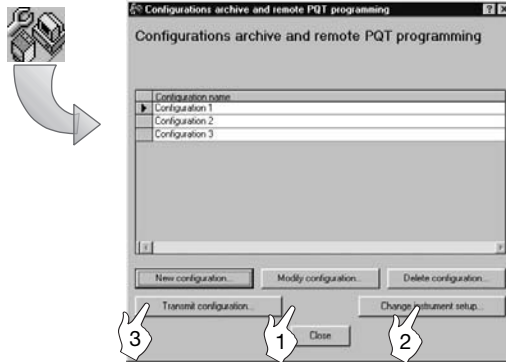 Configurations archive and remote PQT programming
Configurations archive and remote PQT programming
Configuration name
Configuration 1
Configuration 2
Configuration 3
New configuration... Modify configuration... Delete configuration...
Transmit configuration... Change instrument setup...
Close
3 1 2